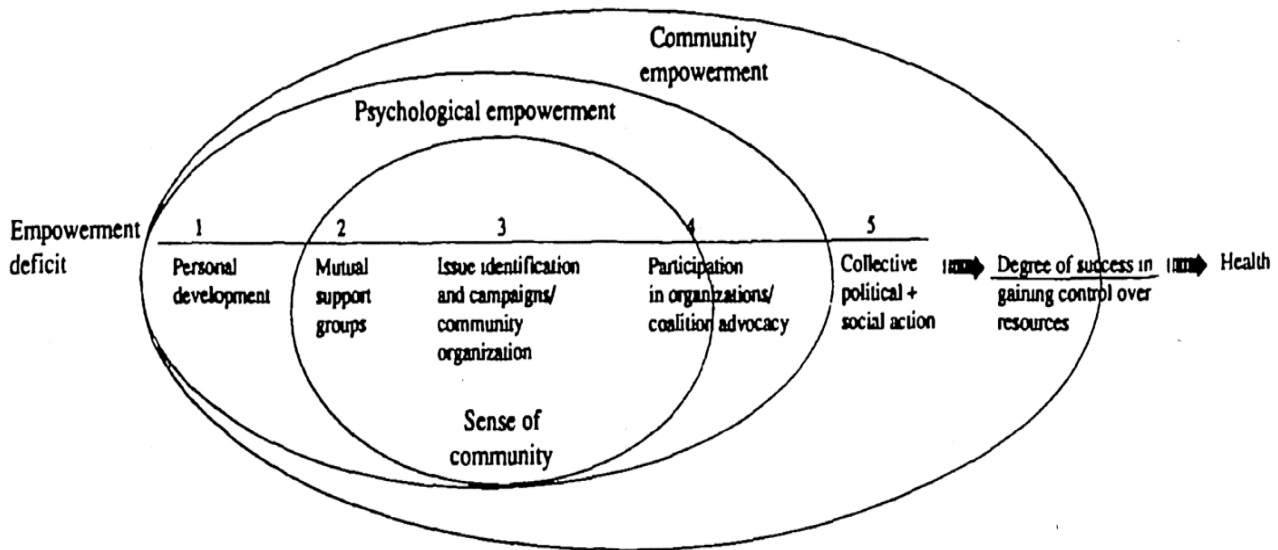 Community
empowerment
Psychological empowerment
Empowerment
deficit
1
2
3
4
5
Personal
development
Mutual
support
groups
Issue identification
and campaigns/
community
organization
Participation
in organizations/
coalition advocacy
Collective
political +
social action
Degree of success in
gaining control over
resources
Health
Sense of
community